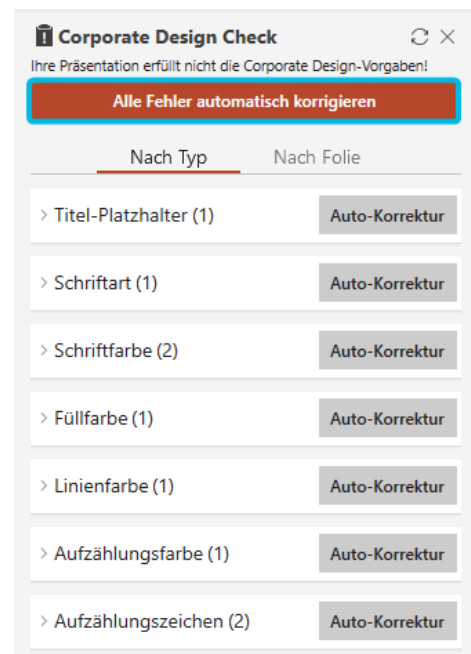 Corporate Design Check
Ihre Präsentation erfüllt nicht die Corporate Design-Vorgaben!
Alle Fehler automatisch korrigieren
Nach Typ Nach Folie
Titel-Platzhalter (1) Auto-Korrektur
Schriftart (1) Auto-Korrektur
Schriftfarbe (2) Auto-Korrektur
Füllfarbe (1) Auto-Korrektur
Linienfarbe (1) Auto-Korrektur
Aufzählungsfarbe (1) Auto-Korrektur
Aufzählungszeichen (2) Auto-Korrektur